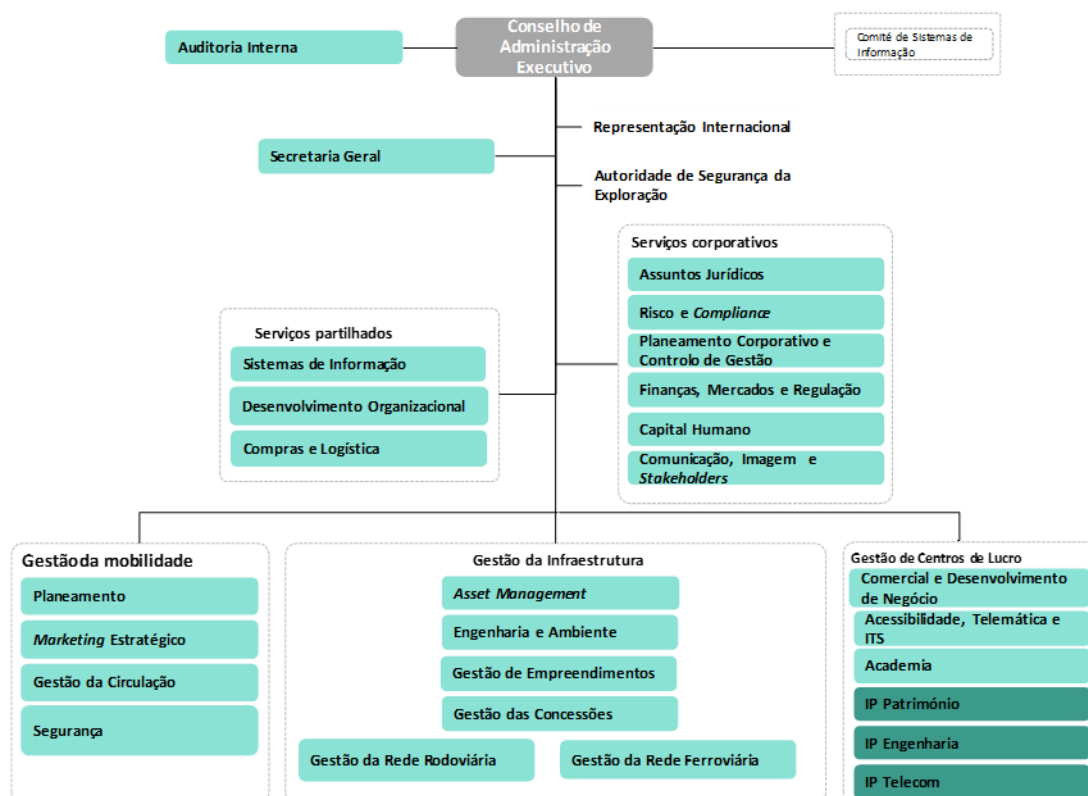 Conselho de
Administração
Executivo
Auditoria Interna
Comité de Sistemas de
Informação
Representação Internacional
Secretaria Geral
Autoridade de Segurança da
Exploração
Serviços corporativos
Assuntos Jurídicos
Risco e Compliance
Planeamento Corporativo e
Controlo de Gestão
Finanças, Mercados e Regulação
Capital Humano
Comunicação, Imagem e
Stakeholders
Serviços partilhados
Sistemas de Informação
Desenvolvimento Organizacional
Compras e Logística
Gestão da mobilidade
Planeamento
Marketing Estratégico
Gestão da Circulação
Segurança
Gestão da Infraestrutura
Asset Management
Engenharia e Ambiente
Gestão de Empreendimentos
Gestão das Concessões
Gestão da Rede Rodoviária
Gestão da Rede Ferroviária
Gestão de Centros de Lucro
Comercial e Desenvolvimento
de Negócio
Acessibilidade, Telemática e
ITS
Academia
IP Património
IP Engenharia
IP Telecom